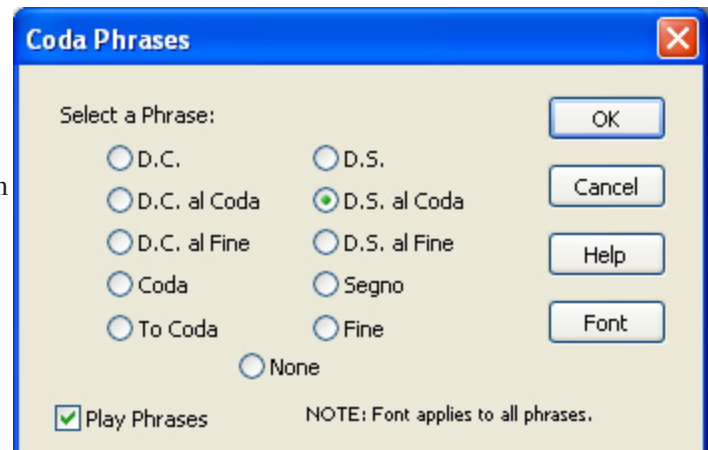 Coda Phrases
Select a Phrase:
OK
D.C.
D.S.
n
D.C. al Coda
D.S. al Coda
Cancel
D.C. al Fine
D.S. al Fine
Help
Coda
Segno
To Coda
Fine
Font
None
Play Phrases
NOTE: Font applies to all phrases.